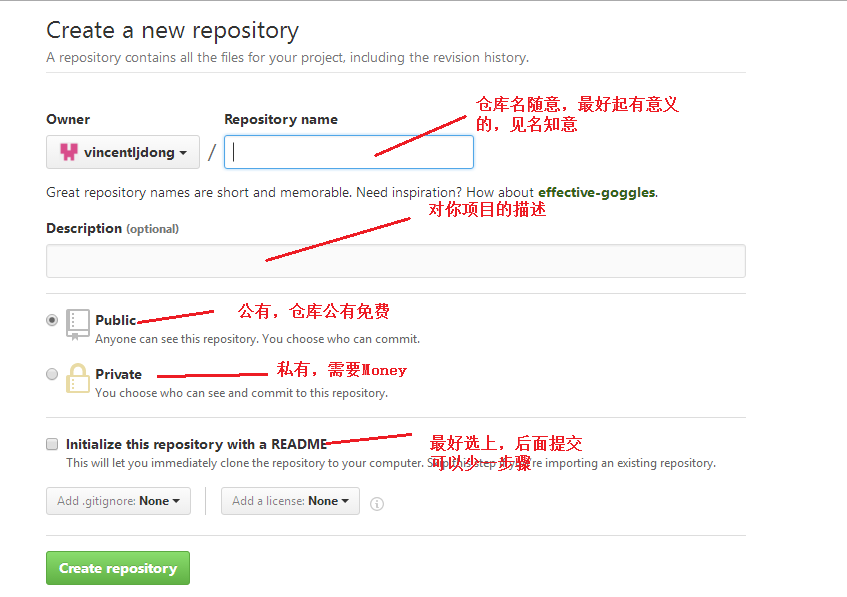 Create a new repository
A repository contains all the files for your project, including the revision history.
Owner
Repository name
仓库名随意，最好起有意义
的，见名知意
vincentljdong
/
Great repository names are short and memorable. Need inspiration? How about effective-goggles.
对你项目的描述
Description (optional)
Public
公有，仓库公有免费
Anyone can see this repository. You choose who can commit.
Private
私有，需要Money
You choose who can see and commit to this repository.
Initialize this repository with a README
最好选上，后面提交
可以少一步骤
This will let you immediately clone the repository to your computer. Skip this step if you're importing an existing repository.
Add .gitignore: None
Add a license: None
Create repository